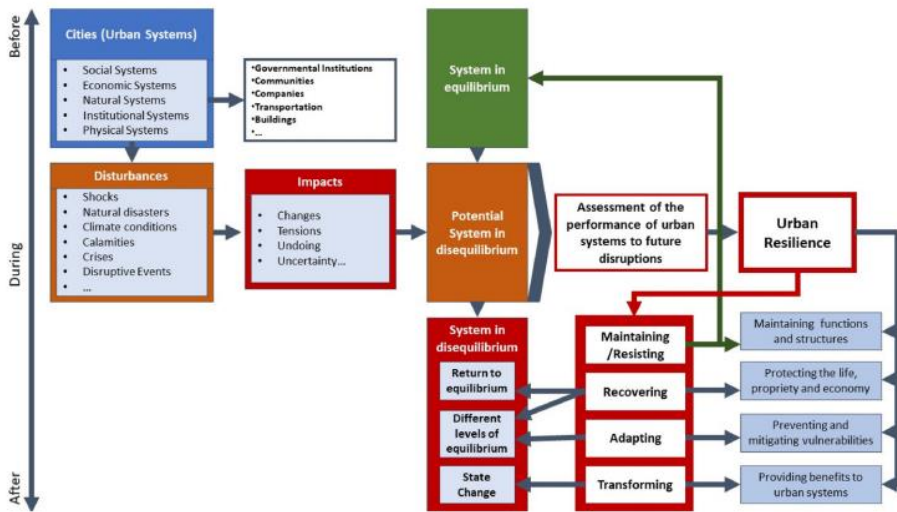 Before
During
After
Cities (Urban Systems)
• Social Systems
• Economic Systems
• Natural Systems
• Institutional Systems
• Physical Systems
•Governmental Institutions
•Communities
•Companies
•Transportation
•Buildings
•...
Disturbances
• Shocks
• Natural disasters
• Climate conditions
• Calamities
• Crises
• Disruptive Events
• ...
Impacts
• Changes
• Tensions
• Undoing
• Uncertainty...
System in
equilibrium
Potential
System in
disequilibrium
Assessment of the
performance of urban
systems to future
disruptions
Urban
Resilience
System in
disequilibrium
Return to
equilibrium
Different
levels of
equilibrium
State
Change
Maintaining
/Resisting
Recovering
Adapting
Transforming
Maintaining functions
and structures
Protecting the life,
propriety and economy
Preventing and
mitigating vulnerabilities
Providing benefits to
urban systems